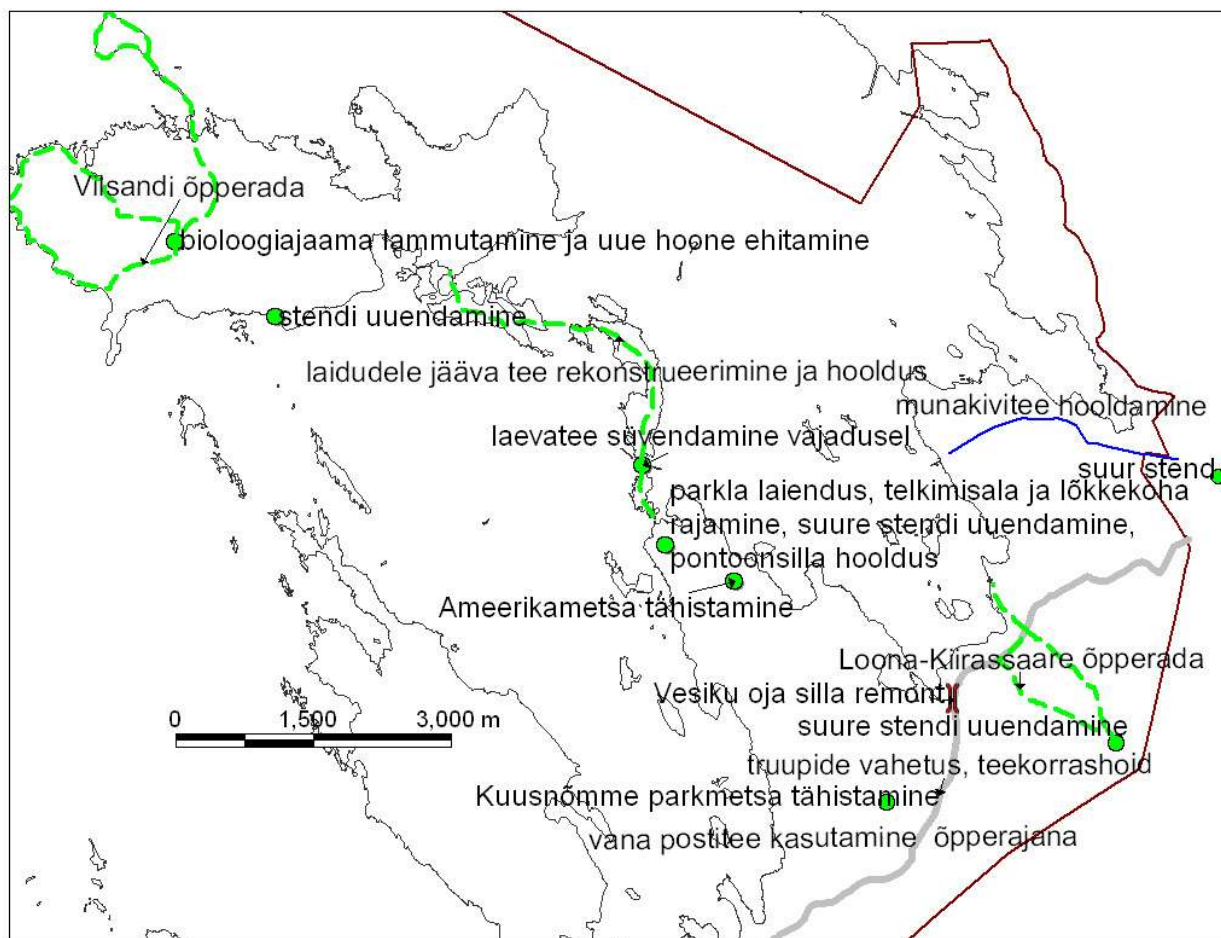 Vilsandi õpperada
bioloogiajaama lammutamine ja uue hoone ehitamine
stendi uuendamine
laidudele jääva tee rekonstrueerimine ja hooldus
munakivitee hooldamine
laevatee süvendamine vajadusel
suur stend
parkla laiendus, telkimisala ja lõkkekoha
rajamine, suure stendi uuendamine,
pontoonsilla hooldus
Ameerikametsa tähistamine
Loona-Kiirassaare õpperada
Vesiku oja silla remont
suure stendi uuendamine
0 1,500 3,000 m
truupide vahetus, teekorrashoid
Kuusnõmme parkmetsa tähistamine
vana postitee kasutamine õpperajana